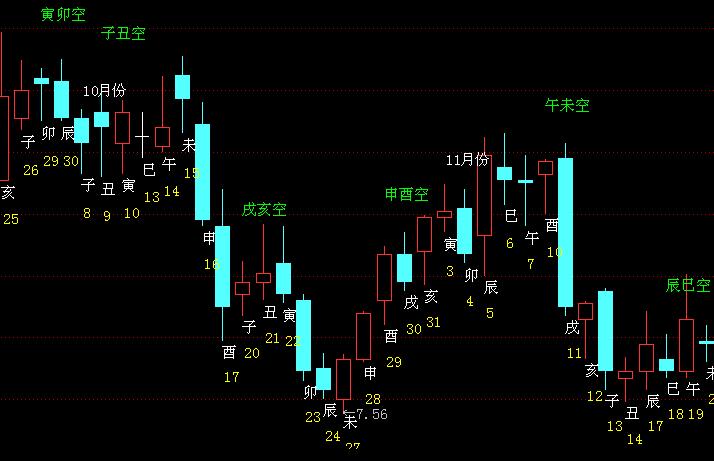 寅卯空
子丑空
10月份
午未空
11月份
申酉空
戌亥空
辰巳空
亥
25
子
26
卯
29
辰
30
子
8
丑
9
寅
10
巳
13
午
14
未
15
申
16
酉
17
子
20
丑
21
寅
22
卯
23
辰
24
未
27
7.56
申
28
酉
29
戌
30
亥
31
寅
3
卯
4
辰
5
巳
6
午
7
酉
10
戌
11
亥
12
子
13
丑
14
辰
17
巳
18
午
19
未